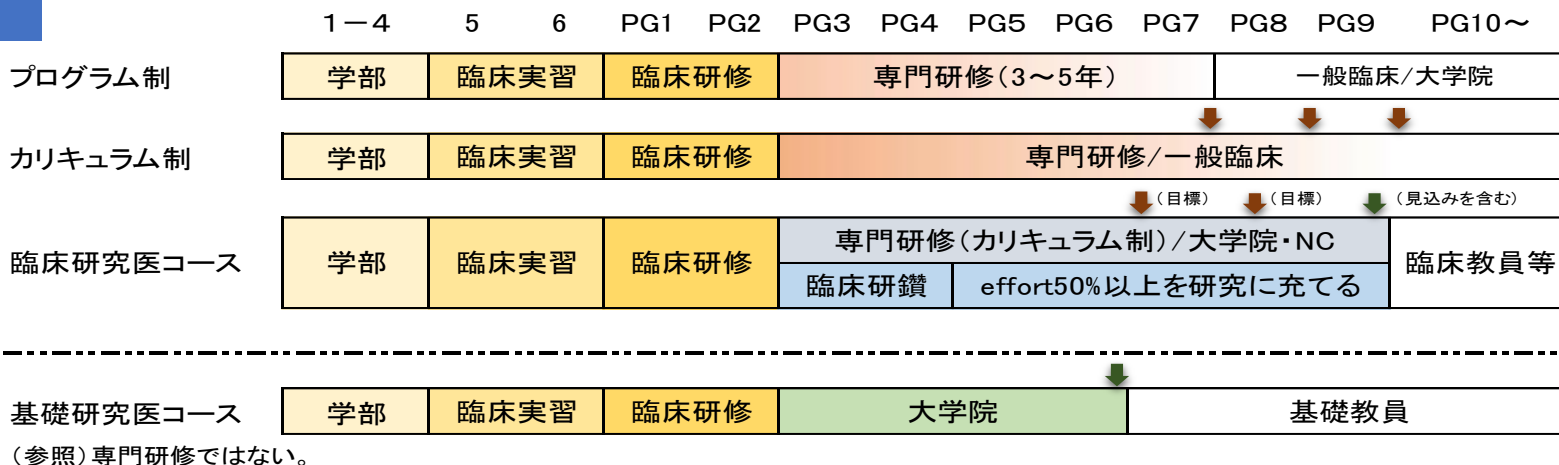 1－4 5 6 PG1 PG2 PG3 PG4 PG5 PG6 PG7 PG8 PG9 PG10～
プログラム制 学部 臨床実習 臨床研修 専門研修（3～5年） 一般臨床/大学院
カリキュラム制 学部 臨床実習 臨床研修 専門研修/一般臨床
（目標） （目標） （見込みを含む）
専門研修（カリキュラム制）/大学院・NC
臨床研究医コース 学部 臨床実習 臨床研修 臨床教員等
臨床研鑽 effort50%以上を研究に充てる
基礎研究医コース 学部 臨床実習 臨床研修 大学院 基礎教員
（参照）専門研修ではない。